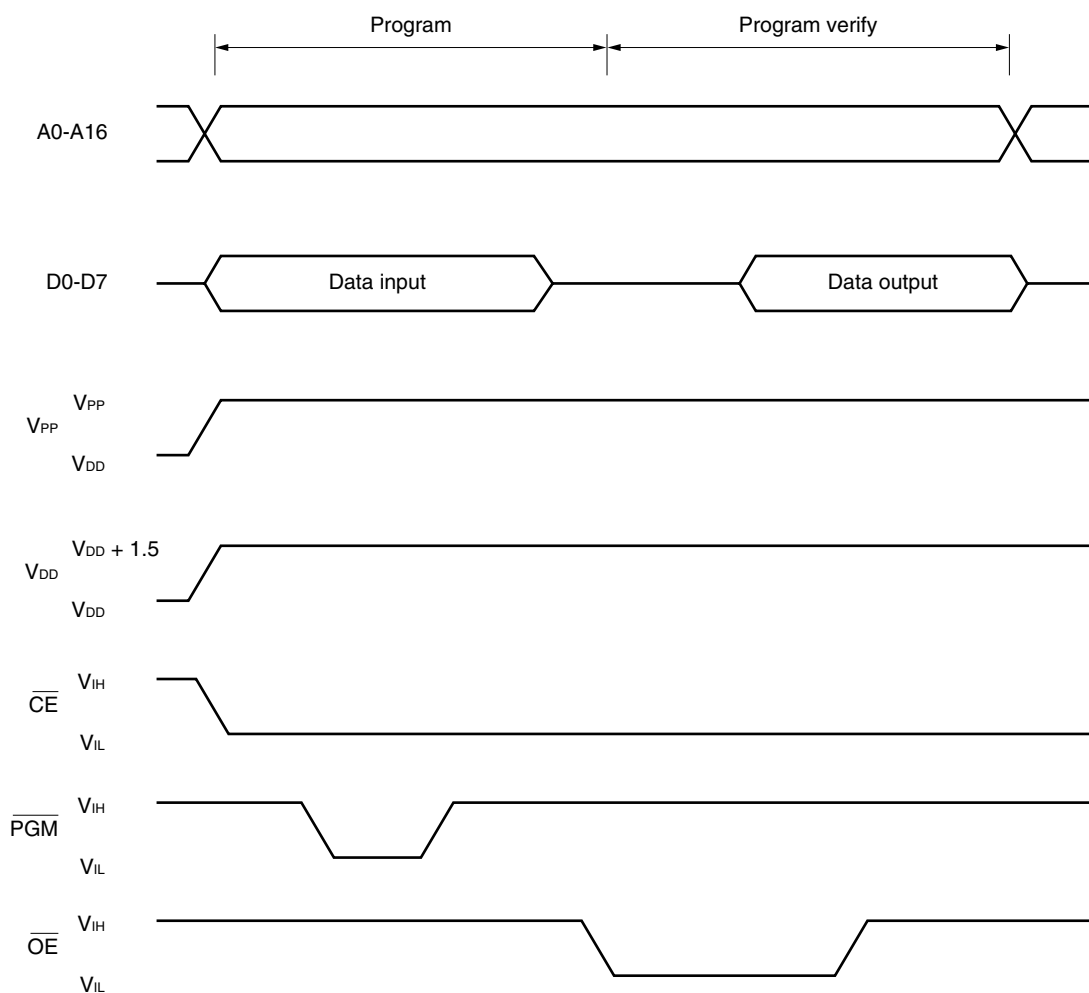 Program
Program verify
A0-A16
D0-D7
Data input
Data output
VPP
VPP
VDD
VDD + 1.5
VDD
VDD
VIH
CE
VIL
VIH
PGM
VIL
VIH
OE
VIL